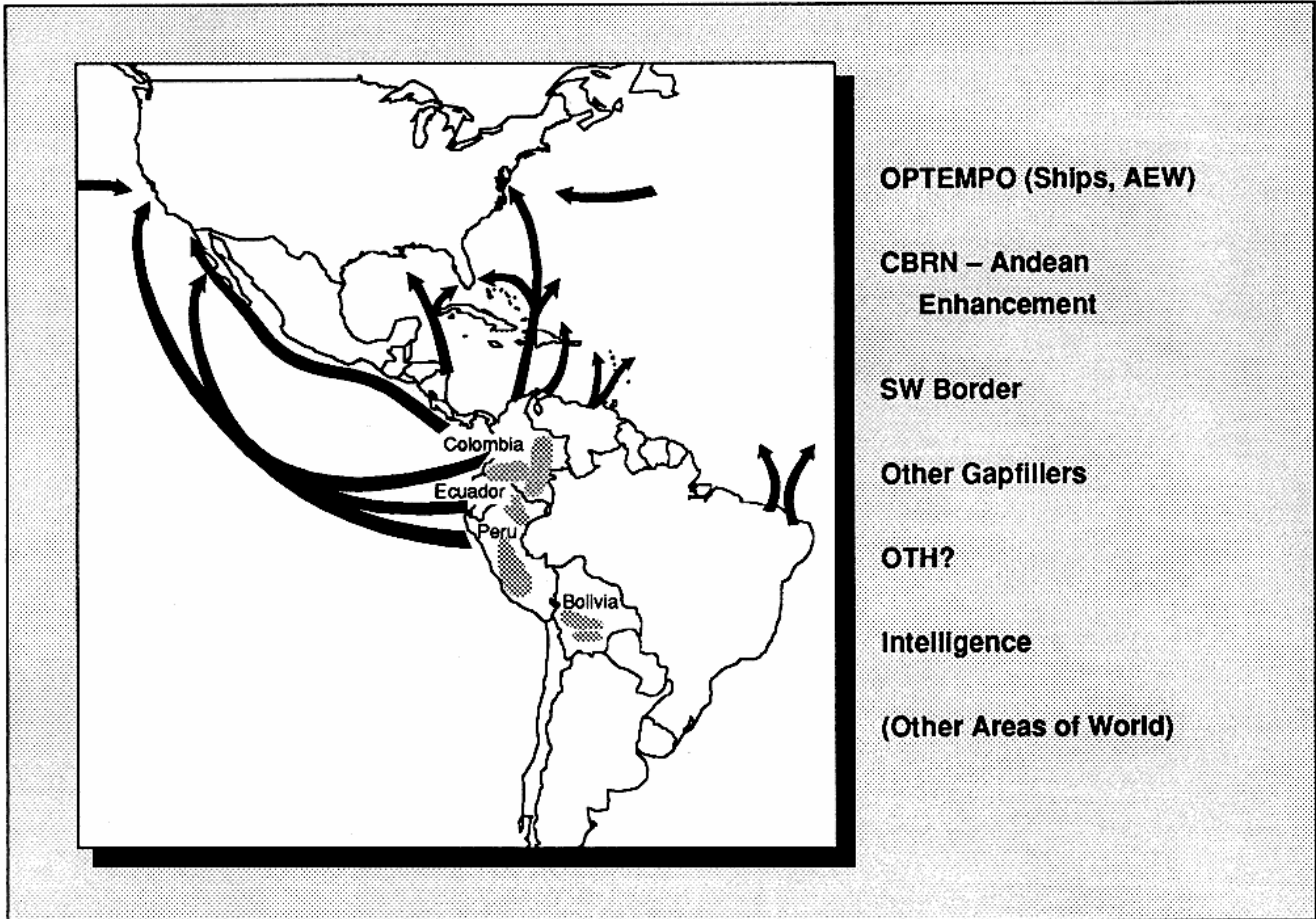 OPTEMPO (Ships, AEW)
CBRN – Andean
Enhancement
SW Border
Other Gapfillers
OTH?
Intelligence
(Other Areas of World)
Colombia
Ecuador
Peru
Bolivia